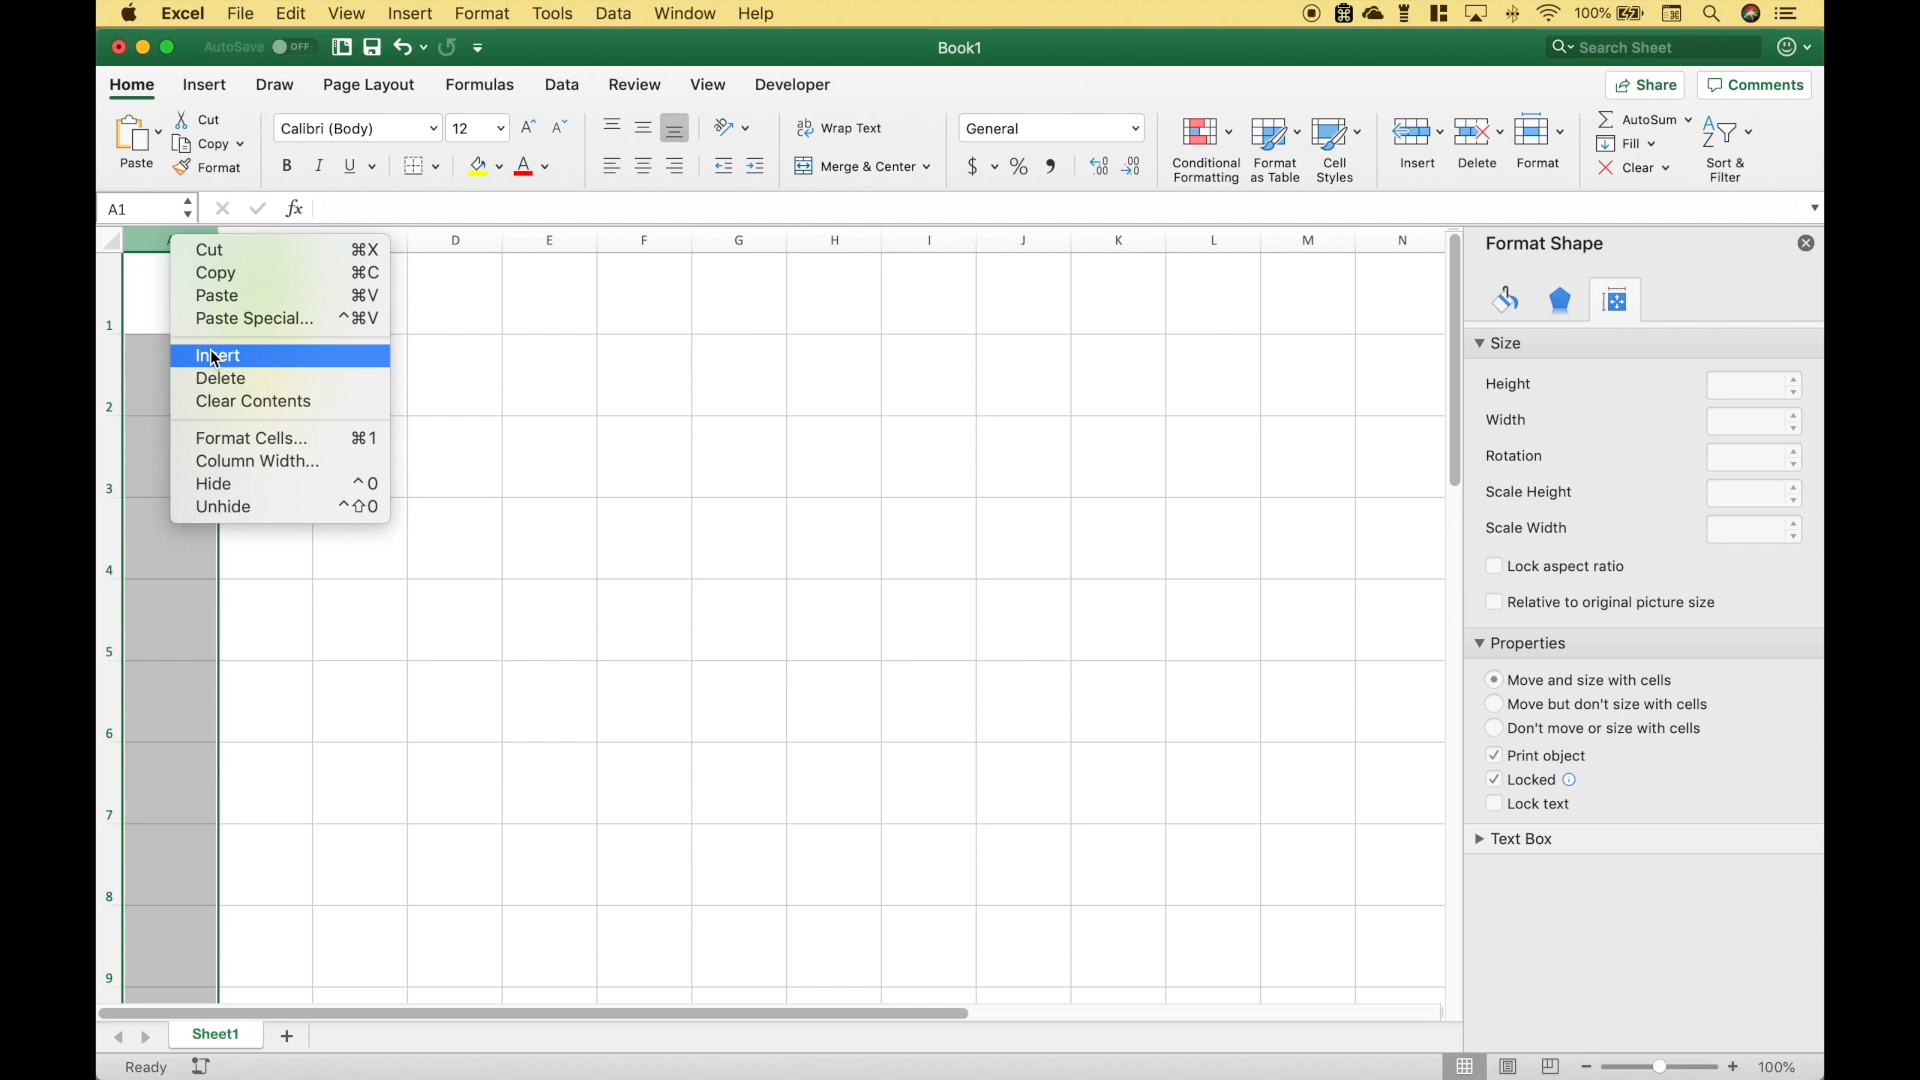 Excel File Edit View Insert Format Tools Data Window Help 100%
AutoSave OFF Book1 Search Sheet
Home Insert Draw Page Layout Formulas Data Review View Developer Share Comments
Paste Cut Copy Format
Calibri (Body) 12
B I U A
ab Wrap Text
Merge & Center
General
$ % ,
Conditional Formatting
Format as Table
Cell Styles
Insert Delete Format
AutoSum
Fill
Clear
Sort & Filter
A1 fx
D E F G H I J K L M N
1
2
3
4
5
6
7
8
9
Cut ⌘X
Copy ⌘C
Paste ⌘V
Paste Special... ^⌘V
Insert
Delete
Clear Contents
Format Cells... ⌘1
Column Width...
Hide ^0
Unhide ^⇧0
Format Shape
Size
Height
Width
Rotation
Scale Height
Scale Width
Lock aspect ratio
Relative to original picture size
Properties
Move and size with cells
Move but don't size with cells
Don't move or size with cells
Print object
Locked
Lock text
Text Box
Sheet1 +
Ready 100%